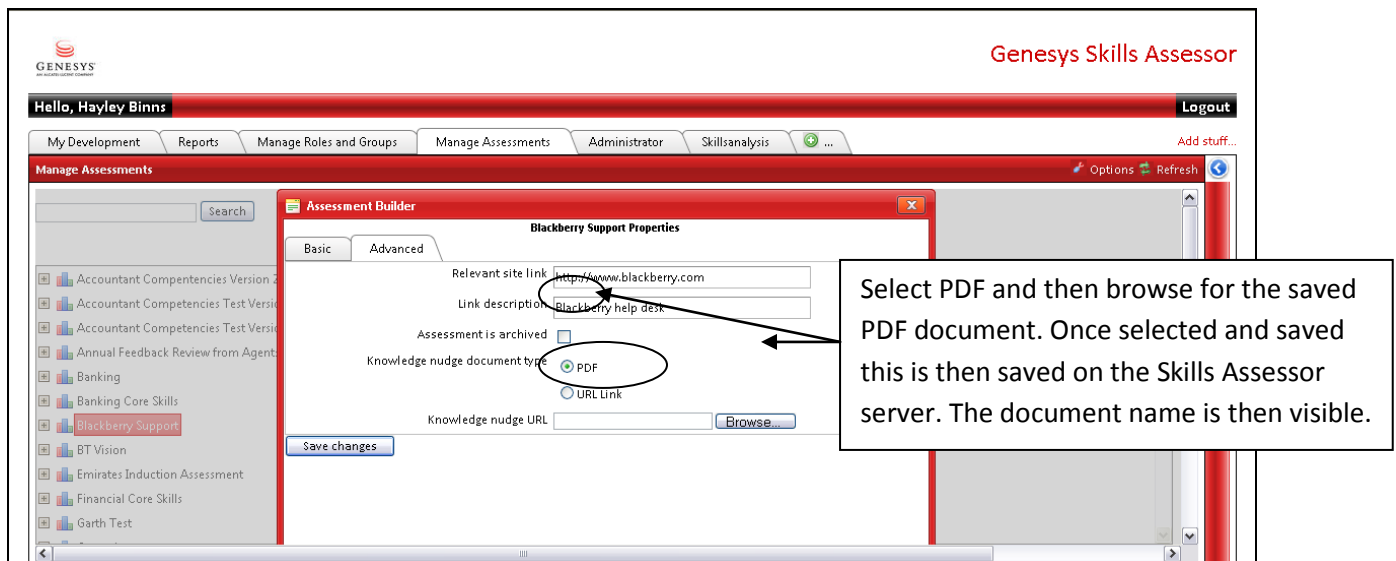 GENESYS
AN ALCATEL-LUCENT COMPANY
Genesys Skills Assessor
Hello, Hayley Binns
Logout
My Development
Reports
Manage Roles and Groups
Manage Assessments
Administrator
Skillsanalysis
...
Add stuff...
Manage Assessments
Options
Refresh
Search
Assessment Builder
X
Blackberry Support Properties
Basic
Advanced
Relevant site link
http://www.blackberry.com
Link description
Blackberry help desk
Assessment is archived
Knowledge nudge document type
PDF
URL Link
Knowledge nudge URL
Browse...
Save changes
Accountant Compentencies Version 2
Accountant Competencies Test Versi
Accountant Competencies Test Versi
Annual Feedback Review from Agent
Banking
Banking Core Skills
Blackberry Support
BT Vision
Emirates Induction Assessment
Financial Core Skills
Garth Test
Select PDF and then browse for the saved
PDF document. Once selected and saved
this is then saved on the Skills Assessor
server. The document name is then visible.